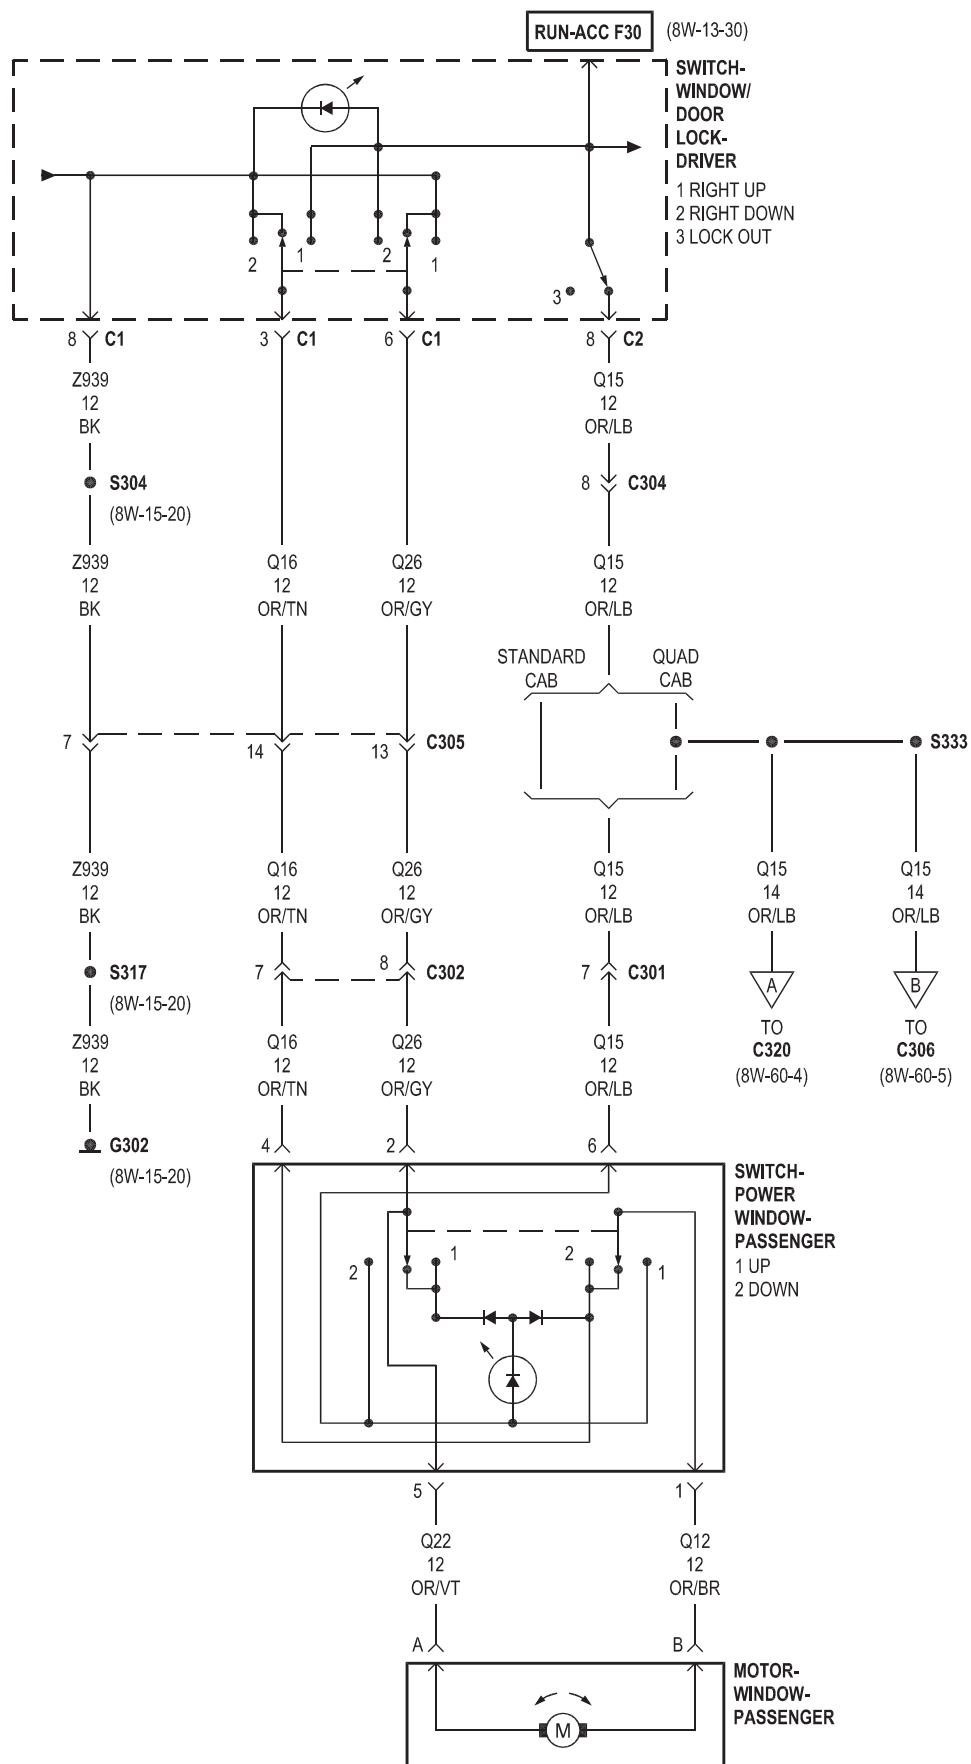 RUN-ACC F30 (8W-13-30)
SWITCH-
WINDOW/
DOOR
LOCK-
DRIVER
1 RIGHT UP
2 RIGHT DOWN
3 LOCK OUT
2 1 2 1
3
8 C1 3 C1 6 C1 8 C2
Z939 Q15
12 12
BK OR/LB
S304 8 C304
(8W-15-20)
Z939 Q16 Q26 Q15
12 12 12 12
BK OR/TN OR/GY OR/LB
STANDARD QUAD
CAB CAB
7 14 13 C305 S333
Z939 Q16 Q26 Q15 Q15 Q15
12 12 12 12 14 14
BK OR/TN OR/GY OR/LB OR/LB OR/LB
S317 7 8 C302 7 C301 A B
(8W-15-20)
Z939 Q16 Q26 Q15 TO TO
12 12 12 12 C320 C306
BK OR/TN OR/GY OR/LB (8W-60-4) (8W-60-5)
G302 4 2 6
(8W-15-20)
SWITCH-
POWER
WINDOW-
PASSENGER
1 UP
2 DOWN
2 1 2 1
5 1
Q22 Q12
12 12
OR/VT OR/BR
A B
MOTOR-
WINDOW-
PASSENGER
M